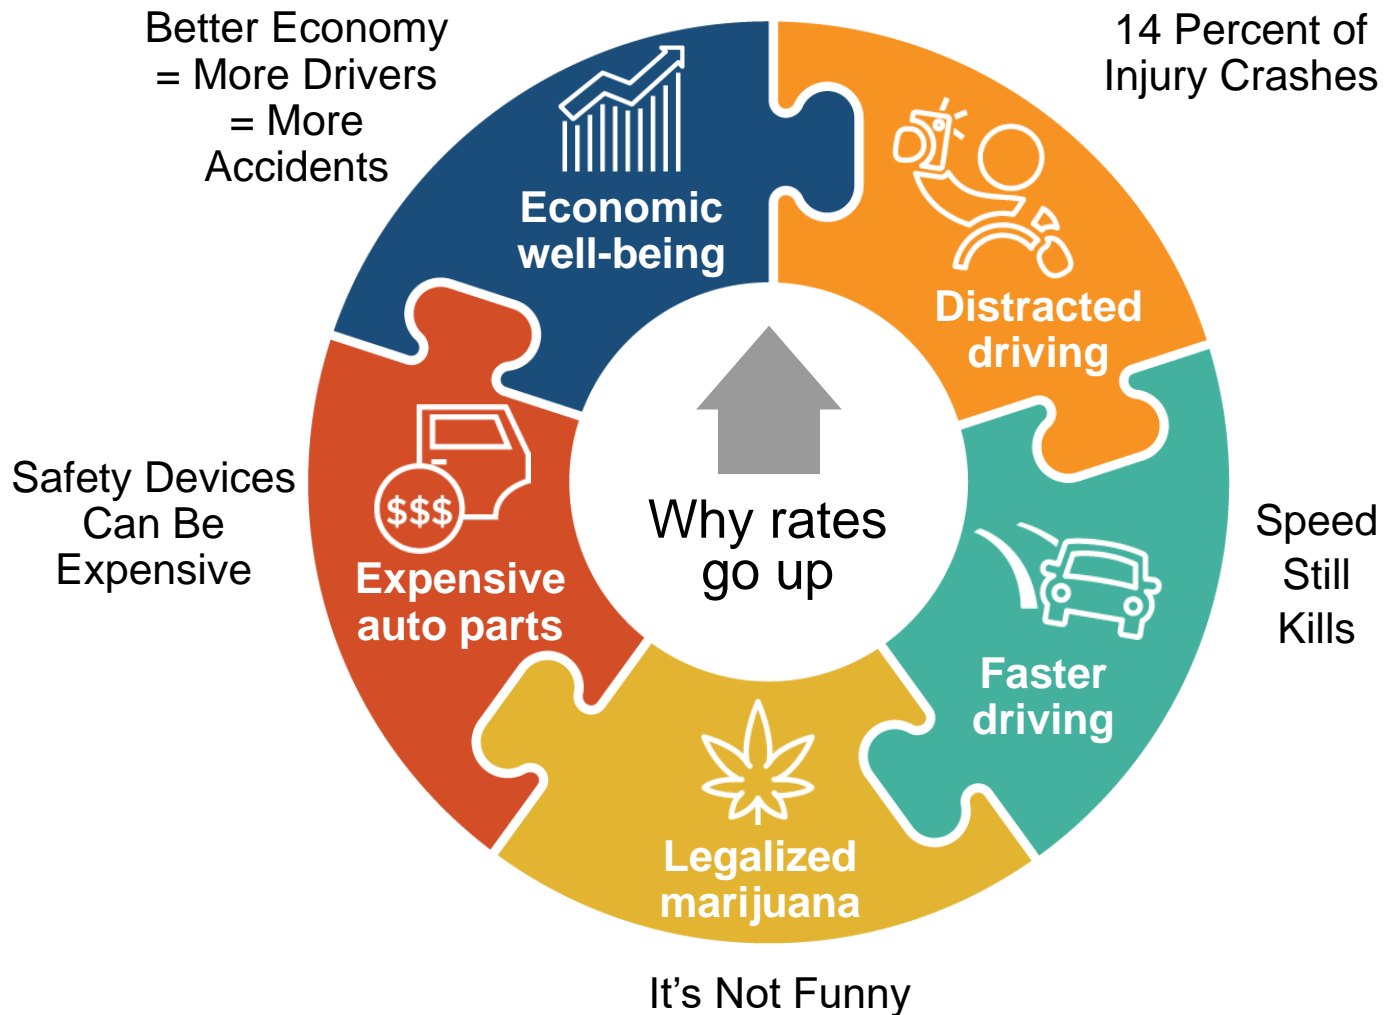 Better Economy
= More Drivers
= More
Accidents
14 Percent of
Injury Crashes
Economic
well-being
Distracted
driving
Safety Devices
Can Be
Expensive
$$$
Expensive
auto parts
Why rates
go up
Speed
Still
Kills
Faster
driving
Legalized
marijuana
It's Not Funny